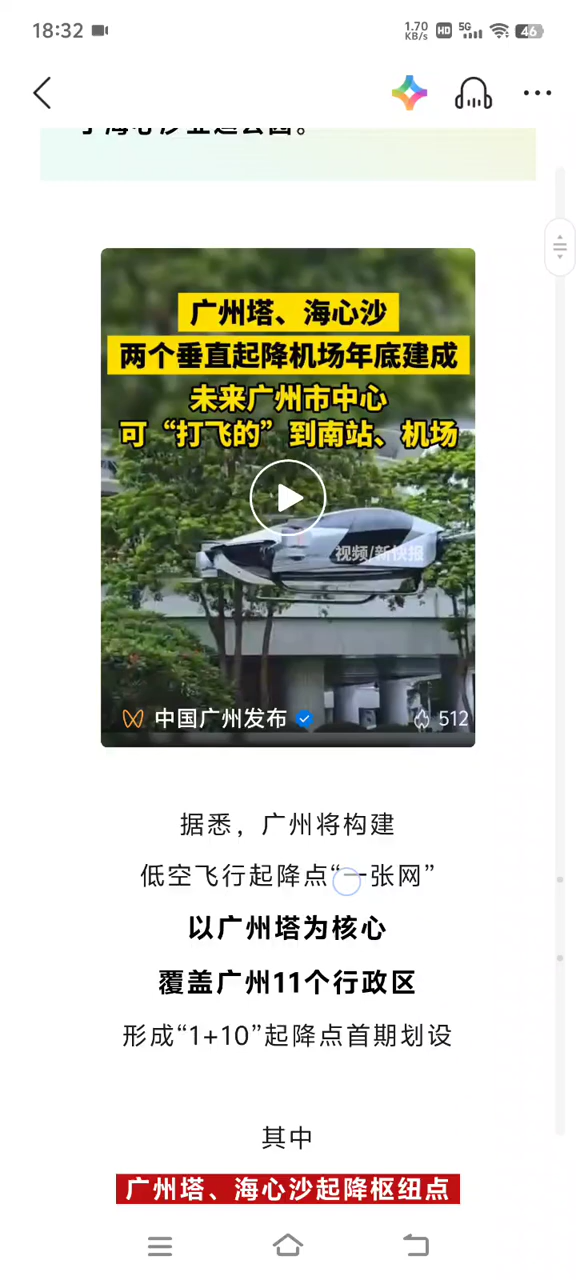 18:32
1.70
KB/s
HD
5G
46
广州塔、海心沙
两个垂直起降机场年底建成
未来广州市中心
可“打飞的”到南站、机场
视频/新快报
中国广州发布
512
据悉，广州将构建
低空飞行起降点“一张网”
以广州塔为核心
覆盖广州11个行政区
形成“1+10”起降点首期划设
其中
广州塔、海心沙起降枢纽点